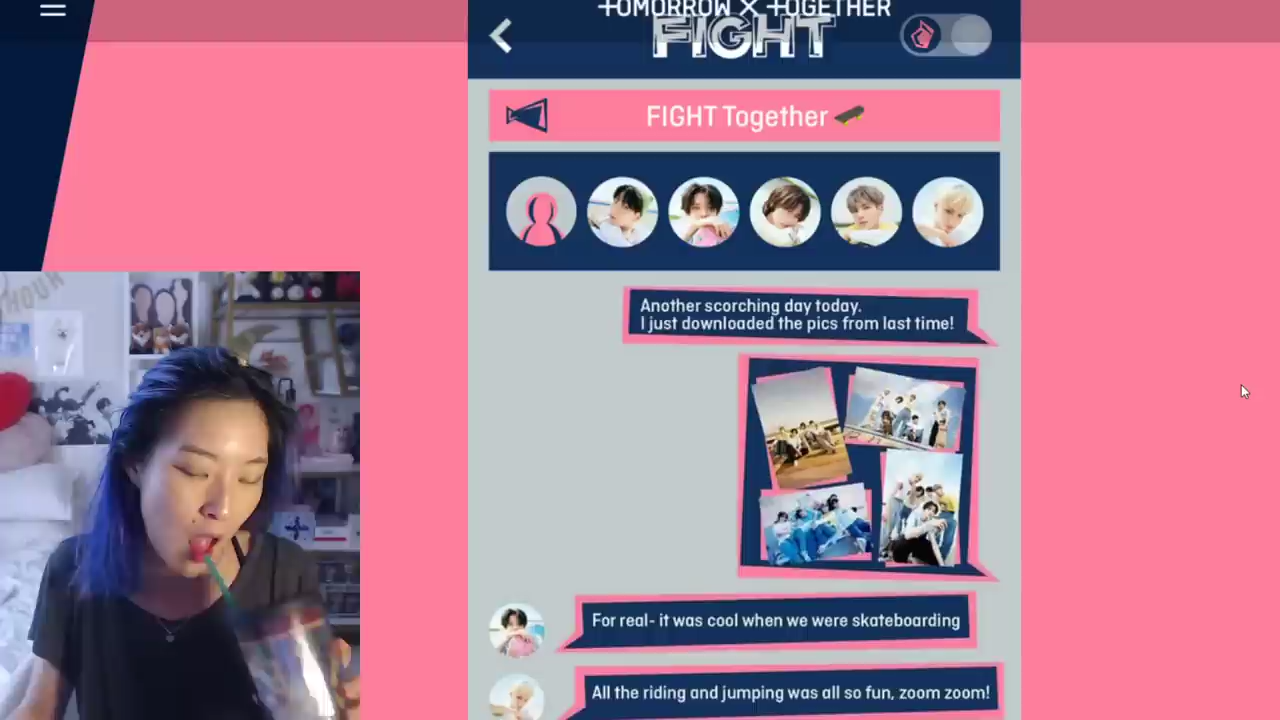 TOMORROW X TOGETHER
FIGHT
FIGHT Together
Another scorching day today.
I just downloaded the pics from last time!
For real- it was cool when we were skateboarding
All the riding and jumping was all so fun, zoom zoom!
HOUR